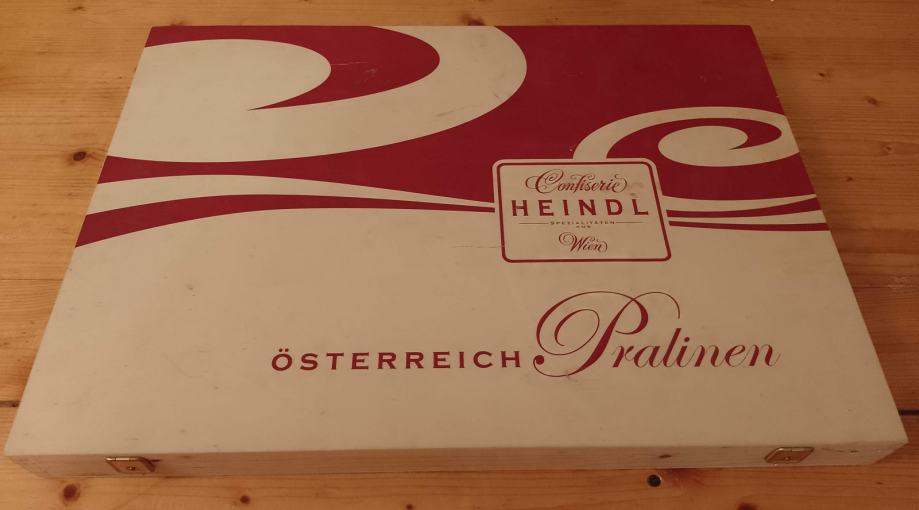 Confiserie
HEINDL
SPEZIALITÄTEN
AUS
Wien
ÖSTERREICH Pralinen